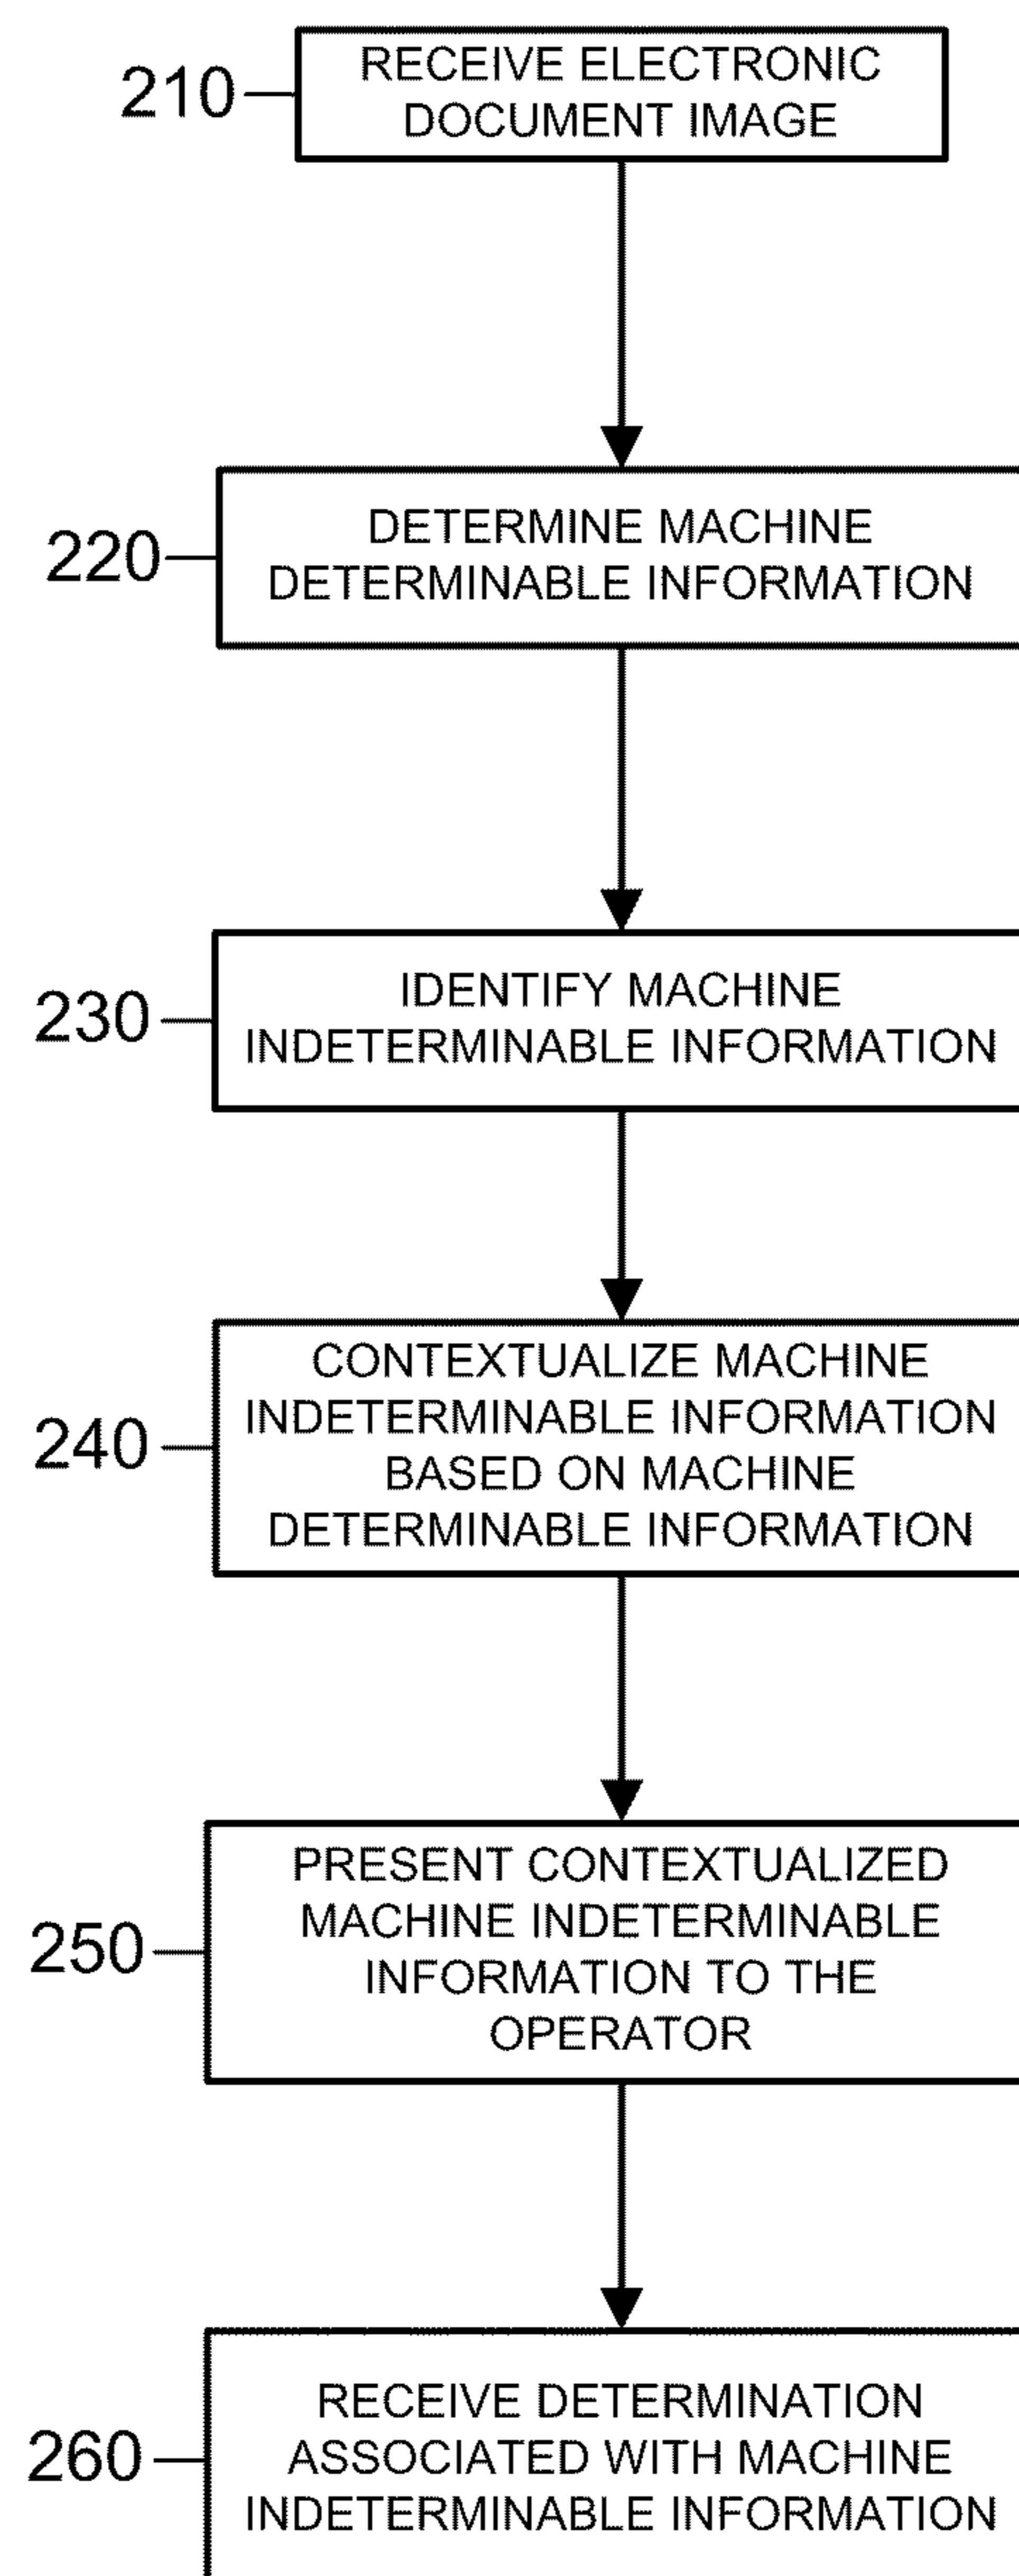 210
RECEIVE ELECTRONIC
DOCUMENT IMAGE
220
DETERMINE MACHINE
DETERMINABLE INFORMATION
230
IDENTIFY MACHINE
INDETERMINABLE INFORMATION
240
CONTEXTUALIZE MACHINE
INDETERMINABLE INFORMATION
BASED ON MACHINE
DETERMINABLE INFORMATION
250
PRESENT CONTEXTUALIZED
MACHINE INDETERMINABLE
INFORMATION TO THE
OPERATOR
260
RECEIVE DETERMINATION
ASSOCIATED WITH MACHINE
INDETERMINABLE INFORMATION